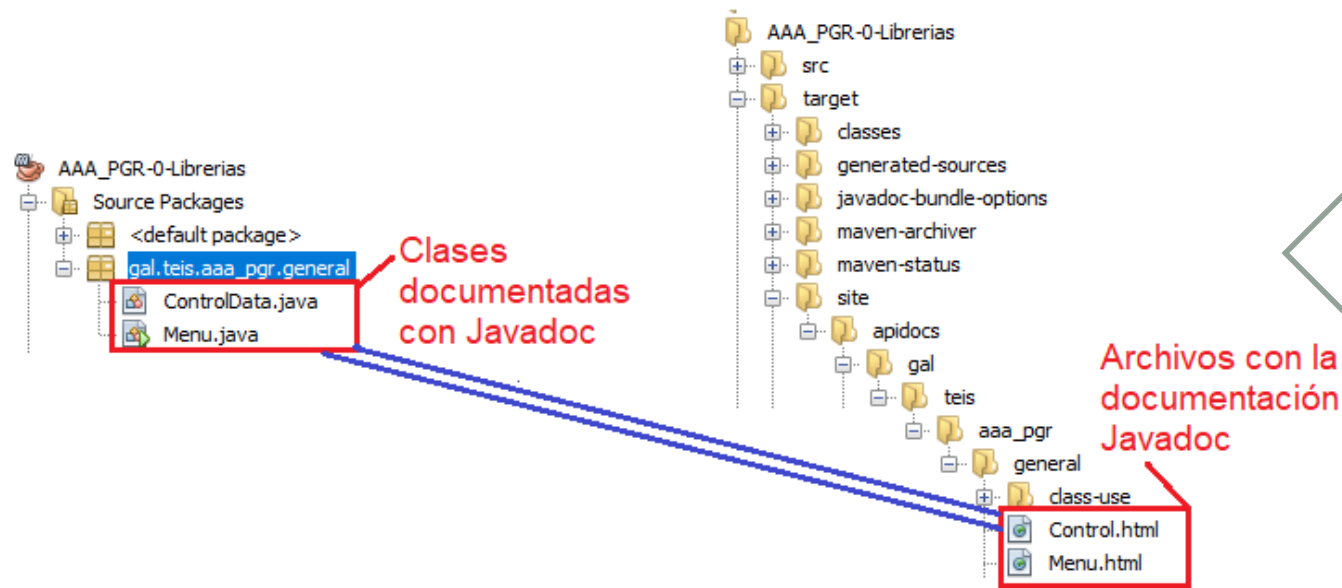 AAA_PGR-0-Librerias
Source Packages
<default package>
gal.teis.aaa_pgr.general
ControlData.java
Menu.java
Clases
documentadas
con Javadoc
AAA_PGR-0-Librerias
src
target
classes
generated-sources
javadoc-bundle-options
maven-archiver
maven-status
site
apidocs
gal
teis
aaa_pgr
general
class-use
Control.html
Menu.html
Archivos con la
documentación
Javadoc